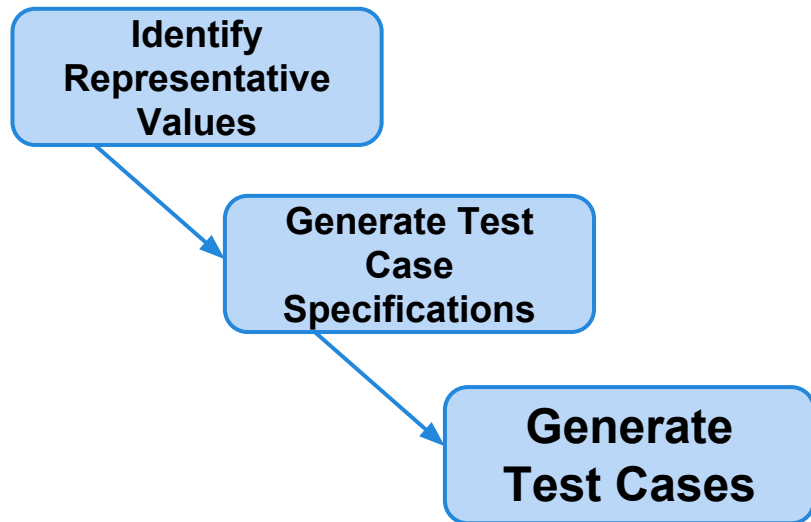 Identify
Representative
Values
Generate Test
Case
Specifications
Generate
Test Cases